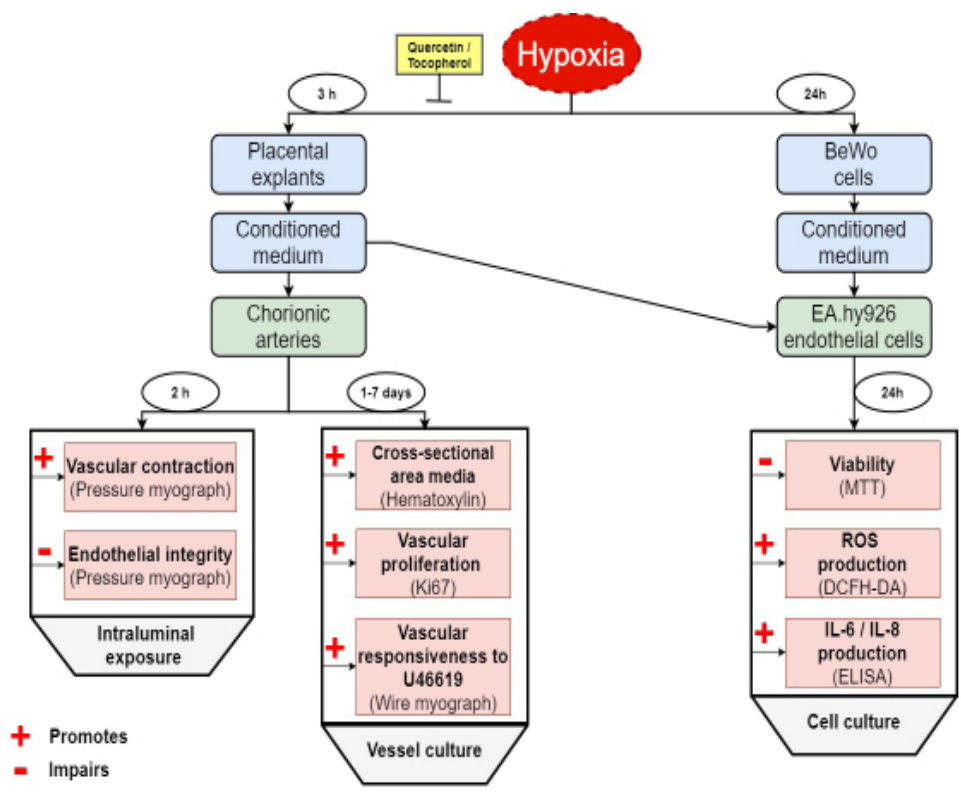 Quercetin /
Tocopherol
Hypoxia
3 h
24h
Placental
explants
BeWo
cells
Conditioned
medium
Conditioned
medium
Chorionic
arteries
EA.hy926
endothelial cells
2 h
1-7 days
24h
+
Vascular contraction
(Pressure myograph)
-
Endothelial integrity
(Pressure myograph)
Intraluminal
exposure
+
Cross-sectional
area media
(Hematoxylin)
+
Vascular
proliferation
(Ki67)
+
Vascular
responsiveness to
U46619
(Wire myograph)
Vessel culture
-
Viability
(MTT)
+
ROS
production
(DCFH-DA)
+
IL-6 / IL-8
production
(ELISA)
Cell culture
+ Promotes
- Impairs